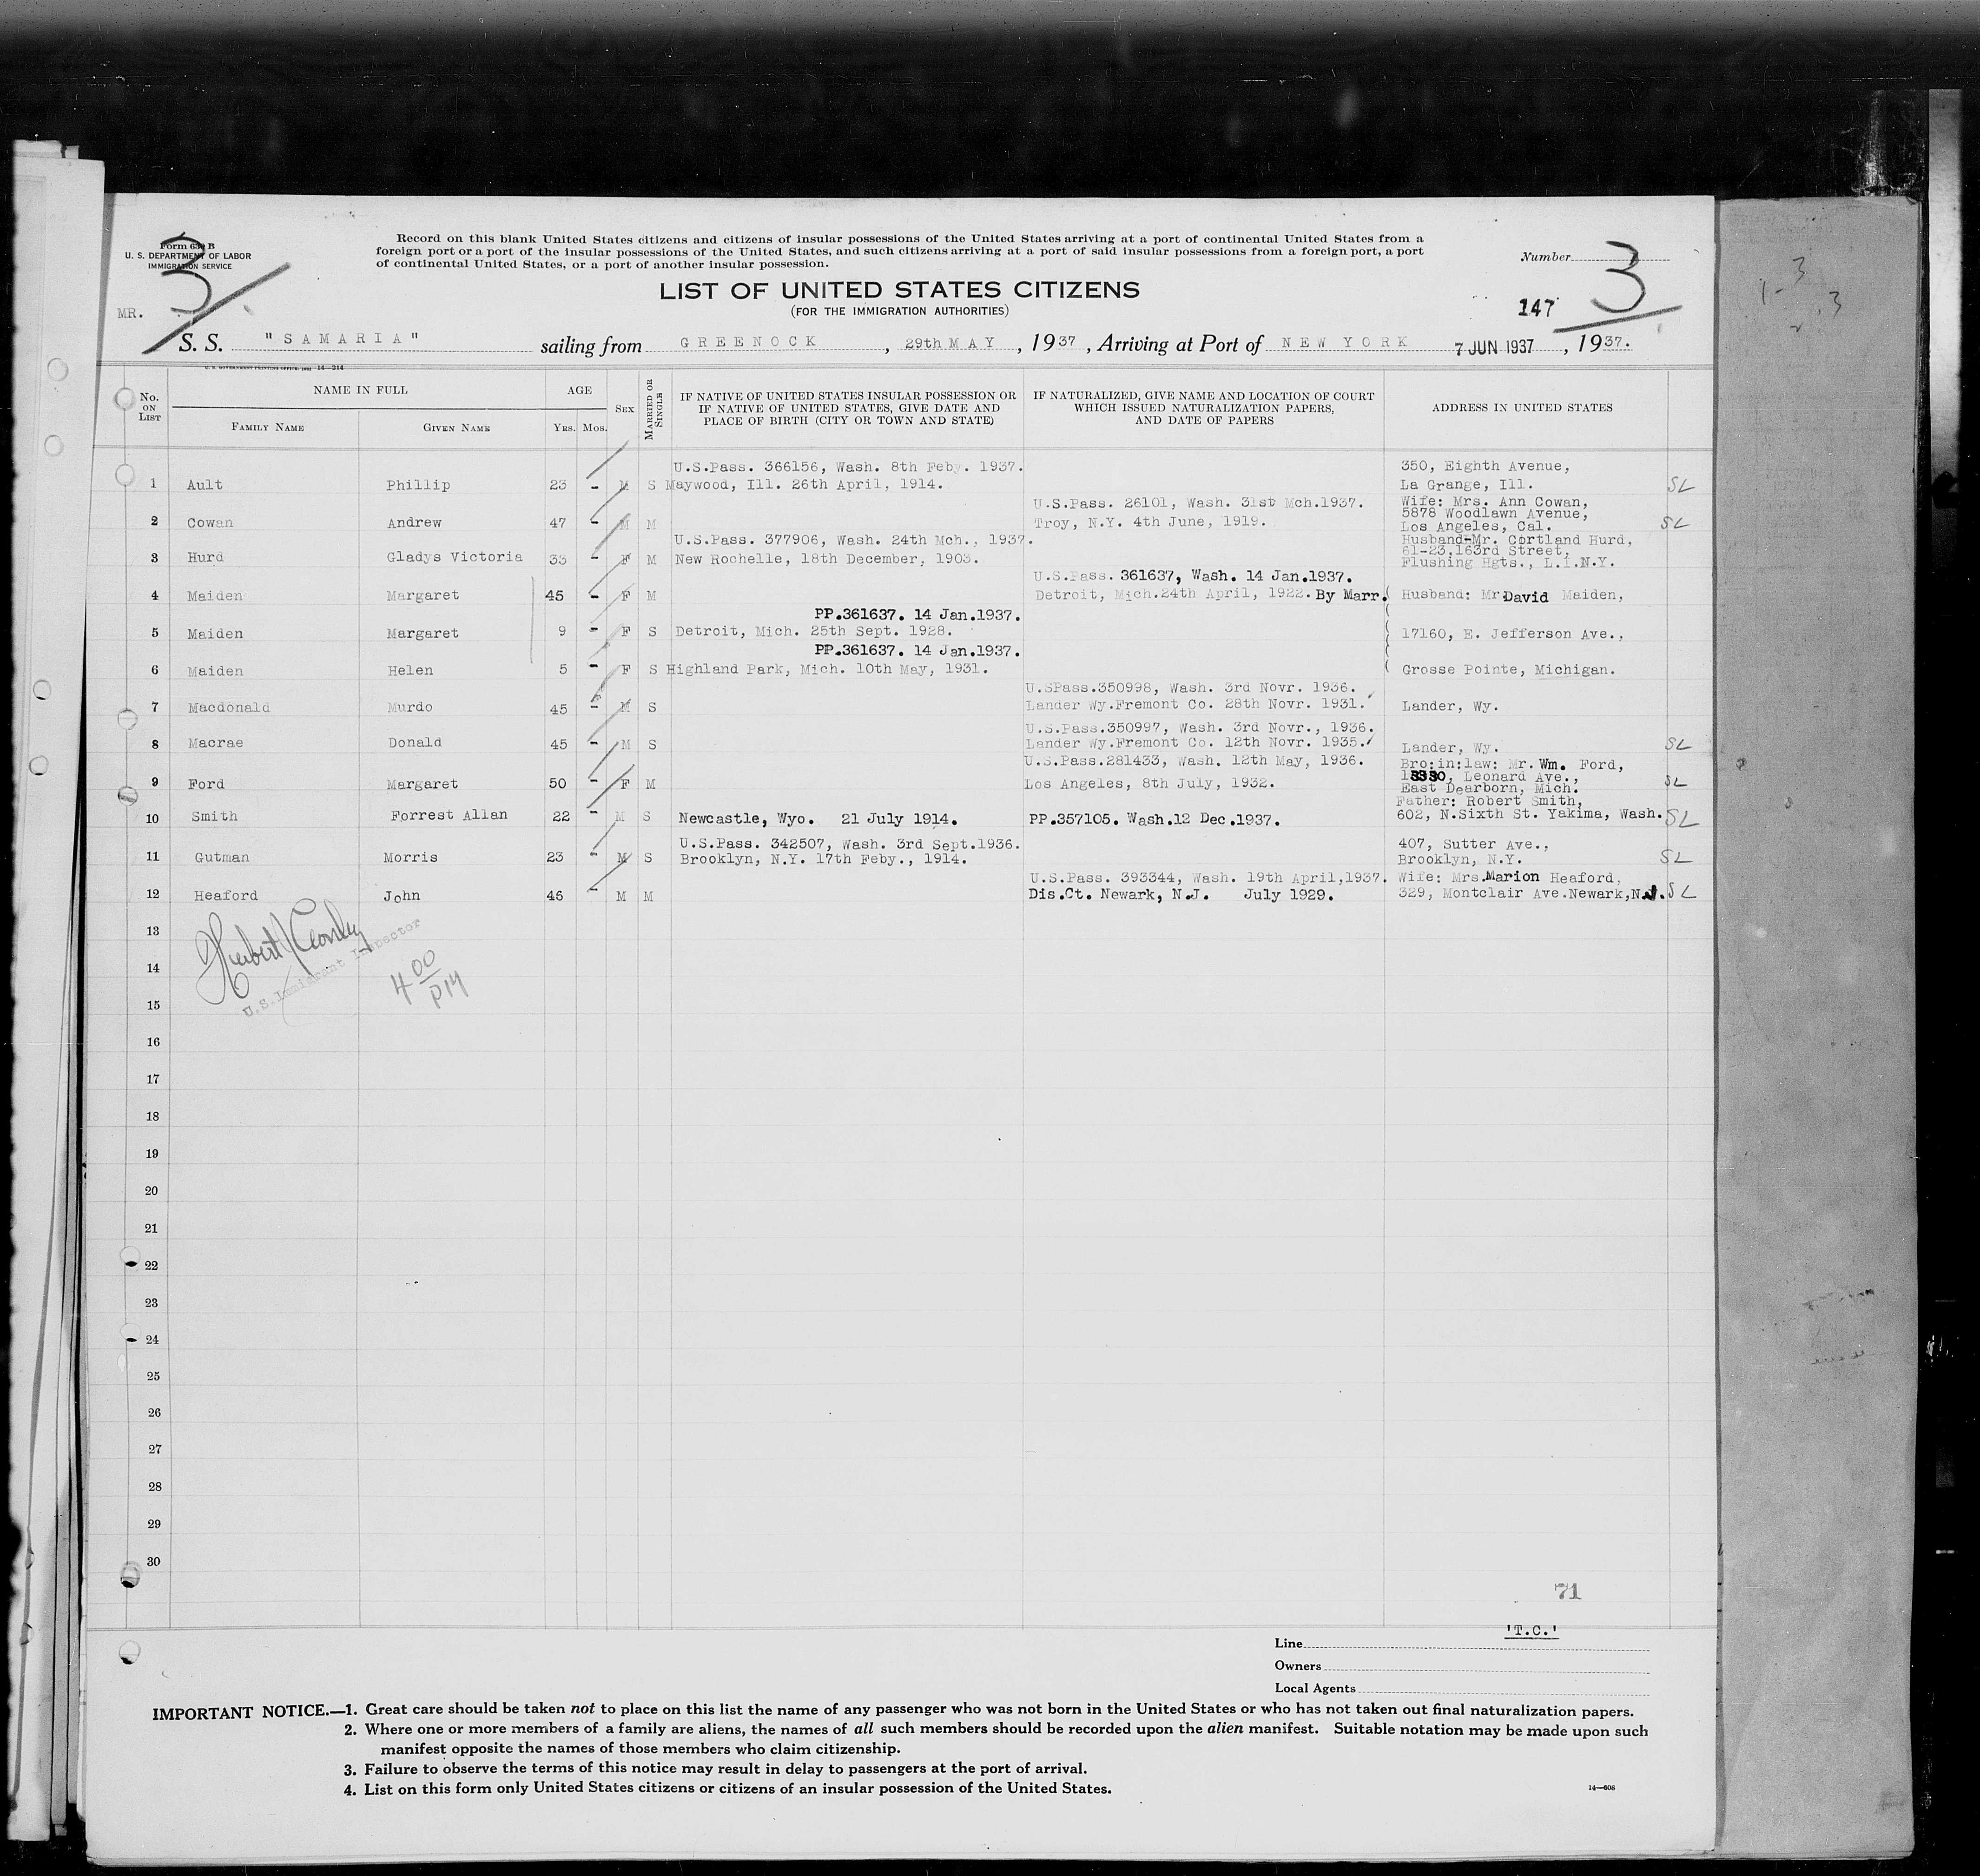 Form 630 B
U. S. DEPARTMENT OF LABOR
IMMIGRATION SERVICE
MR.
3
Record on this blank United States citizens and citizens of insular possessions of the United States arriving at a port of continental United States from a
foreign port or a port of the insular possessions of the United States, and such citizens arriving at a port of said insular possessions from a foreign port, a port
of continental United States, or a port of another insular possession.
Number 3
LIST OF UNITED STATES CITIZENS
(FOR THE IMMIGRATION AUTHORITIES)
147
S. S. "SAMARIA" sailing from GREENOCK, 29th MAY, 1937, Arriving at Port of NEW YORK 7 JUN 1937, 1937.
U. S. GOVERNMENT PRINTING OFFICE: 1931 14—214
No. ON LIST
NAME IN FULL
FAMILY NAME
GIVEN NAME
AGE
YRS. MOS.
SEX
MARRIED OR SINGLE
IF NATIVE OF UNITED STATES INSULAR POSSESSION OR
IF NATIVE OF UNITED STATES, GIVE DATE AND
PLACE OF BIRTH (CITY OR TOWN AND STATE)
IF NATURALIZED, GIVE NAME AND LOCATION OF COURT
WHICH ISSUED NATURALIZATION PAPERS,
AND DATE OF PAPERS
ADDRESS IN UNITED STATES
U.S.Pass. 366156, Wash. 8th Feby. 1937. 350, Eighth Avenue,
1 Ault Phillip 23 - M S Maywood, Ill. 26th April, 1914. La Grange, Ill. SL
U.S.Pass. 26101, Wash. 31st Mch.1937. Wife: Mrs. Ann Cowan,
5878 Woodlawn Avenue,
2 Cowan Andrew 47 - M M Troy, N.Y. 4th June, 1919. Los Angeles, Cal. SL
U.S.Pass. 377906, Wash. 24th Mch., 1937. Husband-Mr. Cortland Hurd,
61-23,163rd Street,
3 Hurd Gladys Victoria 33 - F M New Rochelle, 18th December, 1903. Flushing Hgts., L.I.N.Y.
U.S.Pass. 361637, Wash. 14 Jan.1937.
4 Maiden Margaret 45 - F M Detroit, Mich.24th April, 1922. By Marr. Husband: Mr David Maiden,
PP.361637. 14 Jan.1937.
5 Maiden Margaret 9 - F S Detroit, Mich. 25th Sept. 1928. 17160, E. Jefferson Ave.,
PP.361637. 14 Jan.1937.
6 Maiden Helen 5 - F S Highland Park, Mich. 10th May, 1931. Grosse Pointe, Michigan.
U.SPass.350998, Wash. 3rd Novr. 1936.
7 Macdonald Murdo 45 - M S Lander Wy.Fremont Co. 28th Novr. 1931. Lander, Wy.
U.S.Pass.350997, Wash. 3rd Novr., 1936.
8 Macrae Donald 45 - M S Lander Wy.Fremont Co. 12th Novr. 1935. Lander, Wy. SL
U.S.Pass.281433, Wash. 12th May, 1936. Bro:in:law: Mr. Wm. Ford,
13330, Leonard Ave.,
9 Ford Margaret 50 - F M Los Angeles, 8th July, 1932. East Dearborn, Mich. SL
Father: Robert Smith,
10 Smith Forrest Allan 22 - M S Newcastle, Wyo. 21 July 1914. PP.357105. Wash.12 Dec.1937. 602, N.Sixth St. Yakima, Wash. SL
U.S.Pass. 342507, Wash. 3rd Sept.1936. 407, Sutter Ave.,
11 Gutman Morris 23 - M S Brooklyn, N.Y. 17th Feby., 1914. Brooklyn, N.Y. SL
U.S.Pass. 393344, Wash. 19th April,1937. Wife: Mrs.Marion Heaford,
12 Heaford John 46 - M M Dis.Ct. Newark, N.J. July 1929. 329, Montclair Ave.Newark,N.J. SL
13
14
U.S. Immigrant Inspector
4 00 PM
15
16
17
18
19
20
21
22
23
24
25
26
27
28
29
30
71
'T.C.'
Line
Owners
Local Agents
IMPORTANT NOTICE.—1. Great care should be taken not to place on this list the name of any passenger who was not born in the United States or who has not taken out final naturalization papers.
2. Where one or more members of a family are aliens, the names of all such members should be recorded upon the alien manifest. Suitable notation may be made upon such
manifest opposite the names of those members who claim citizenship.
3. Failure to observe the terms of this notice may result in delay to passengers at the port of arrival.
4. List on this form only United States citizens or citizens of an insular possession of the United States.
14—608